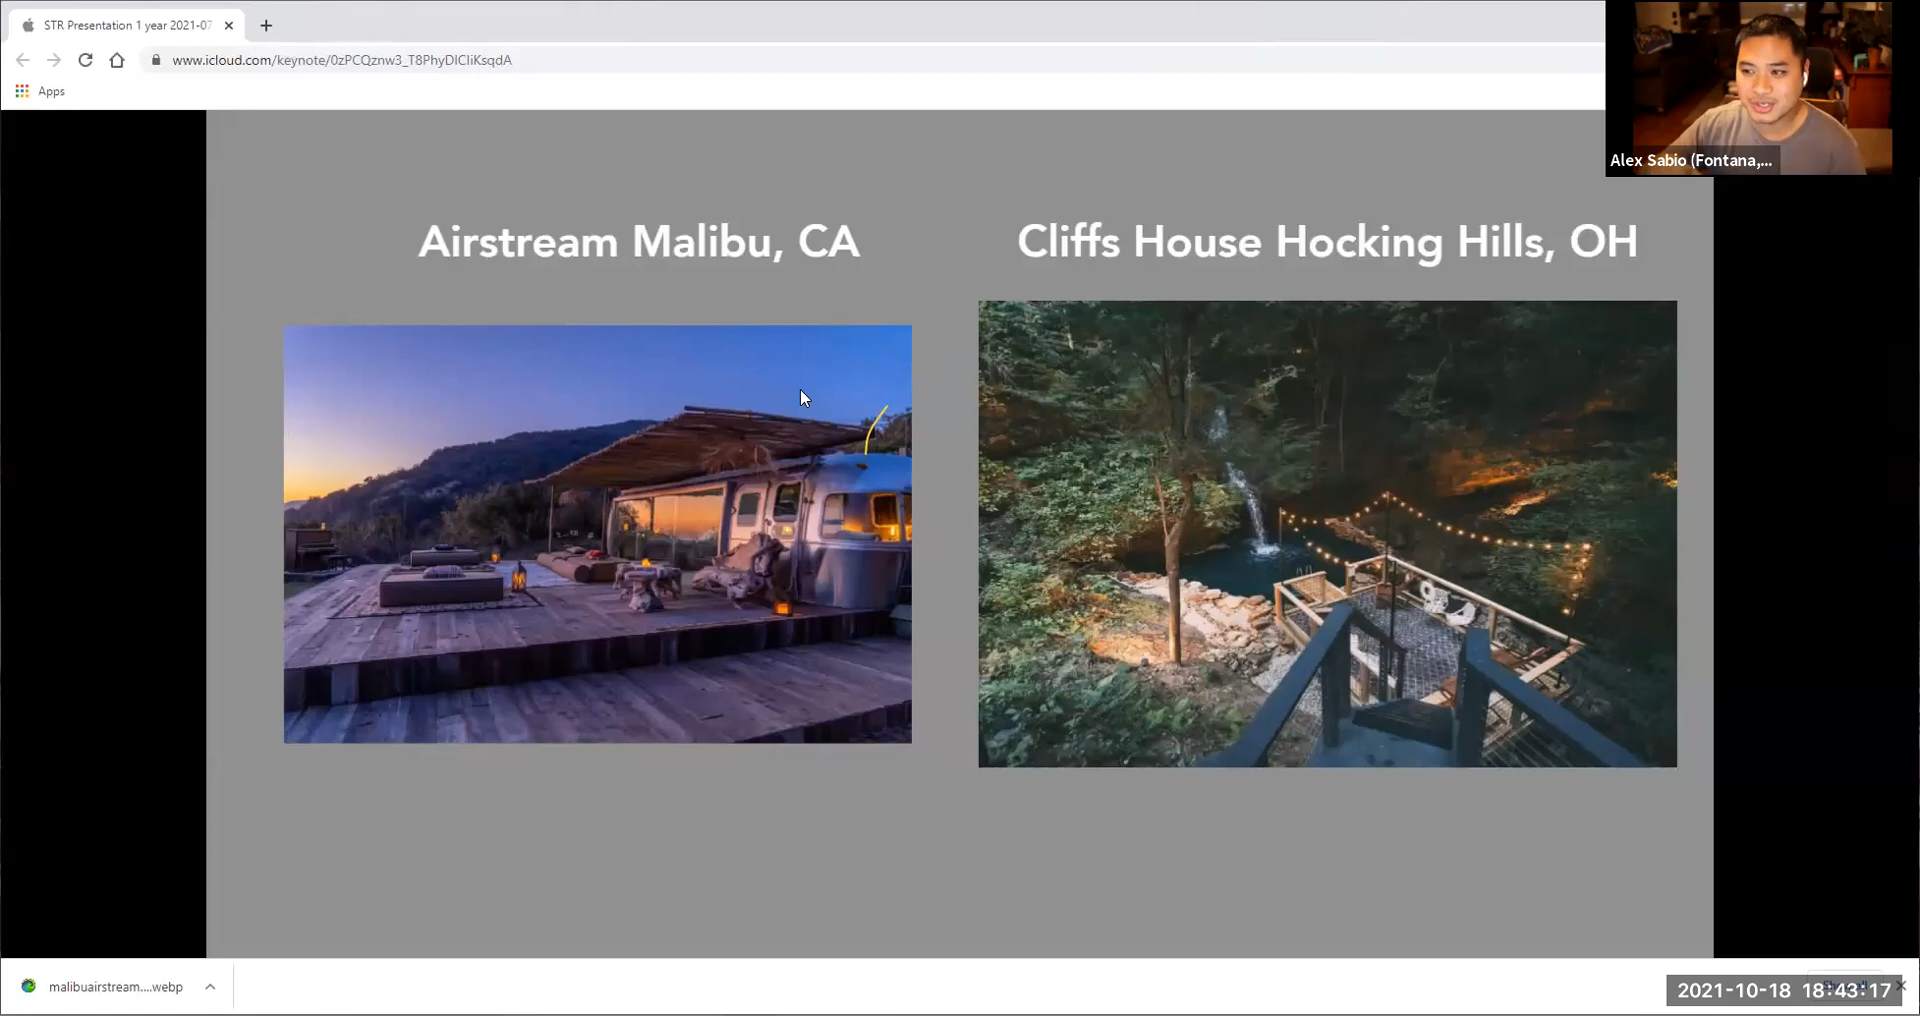 STR Presentation 1 year 2021-07
www.icloud.com/keynote/0zPCQznw3_T8PhyDlCliKsqdA
Apps
Alex Sabio (Fontana,...
Airstream Malibu, CA
Cliffs House Hocking Hills, OH
malibuairstream....webp
2021-10-18 18:43:17